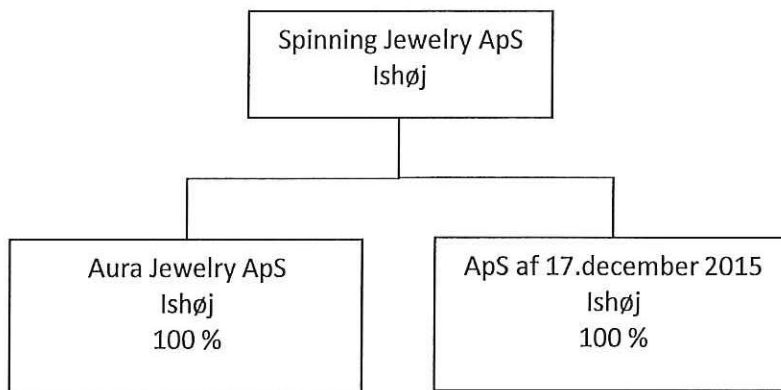 Spinning Jewelry ApS
Ishøj
Aura Jewelry ApS
Ishøj
100 %
ApS af 17.december 2015
Ishøj
100 %